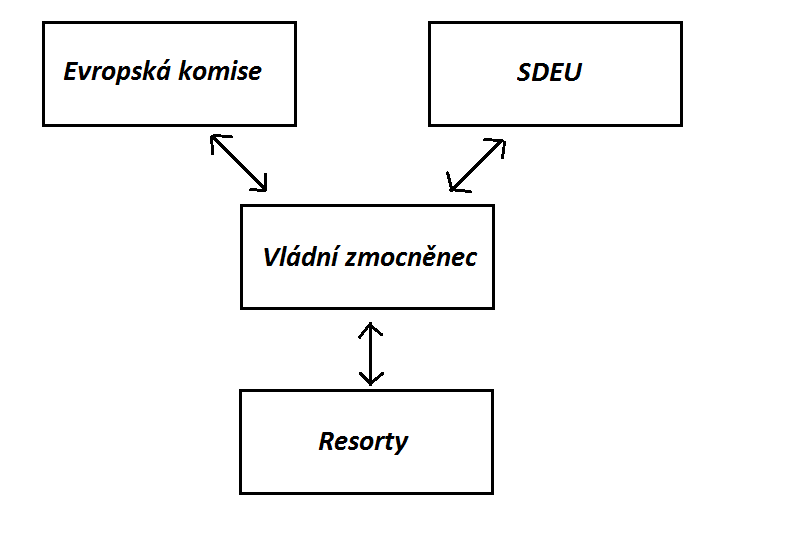 Evropská komise
SDEU
Vládní zmocněnec
Resorty